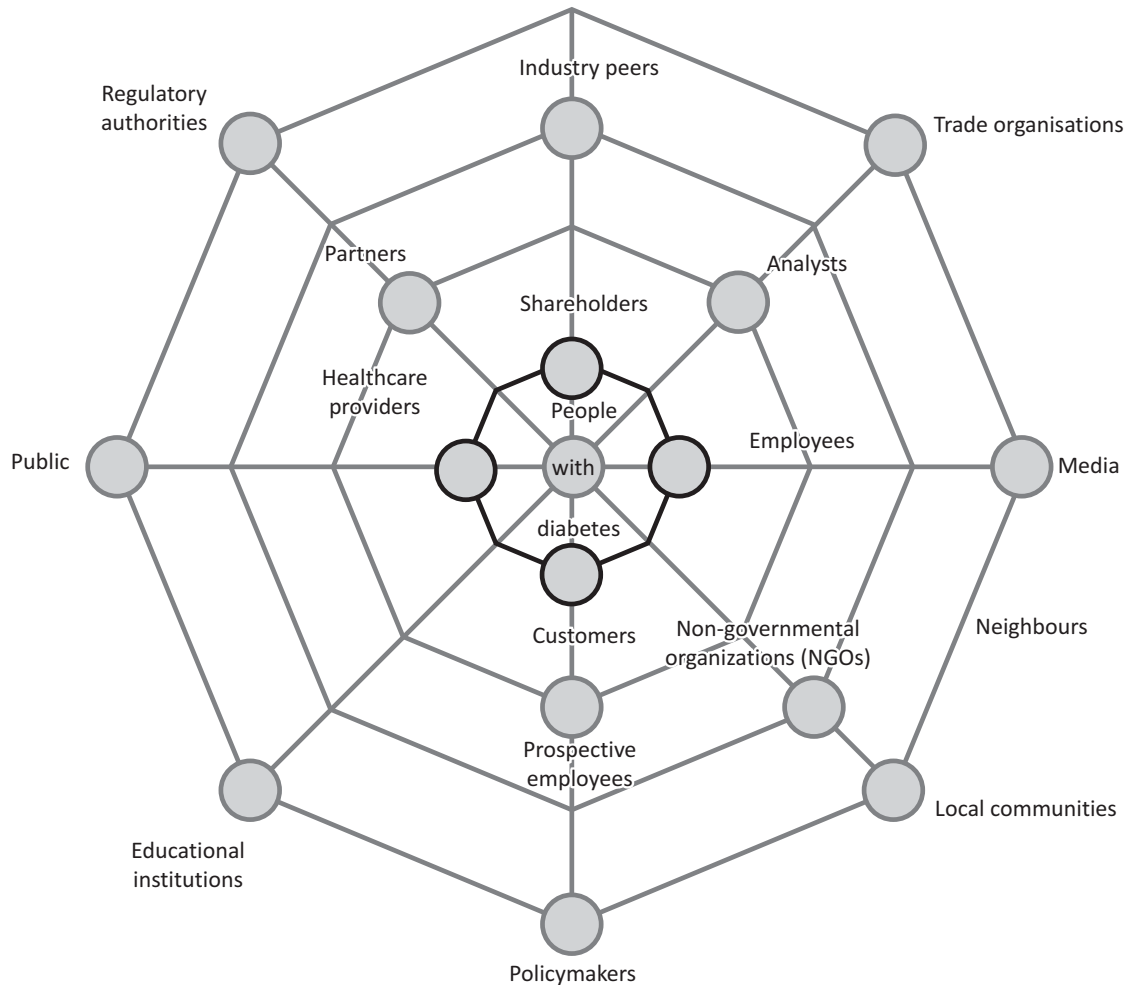 Industry peers
Regulatory
authorities
Trade organisations
Partners
Analysts
Shareholders
Healthcare
providers
People
with
diabetes
Employees
Public
Media
Customers
Non-governmental
organizations (NGOs)
Neighbours
Prospective
employees
Local communities
Educational
institutions
Policymakers